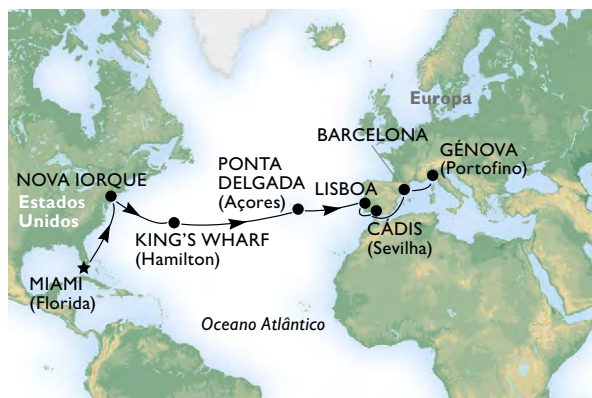 Europa
BARCELONA
GÉNOVA
(Portofino)
PONTA
DELGADA
(Açores)
LISBOA
NOVA IORQUE
Estados
Unidos
CÁDIS
(Sevilha)
KING'S WHARF
(Hamilton)
MIAMI
(Florida)
Oceano Atlântico